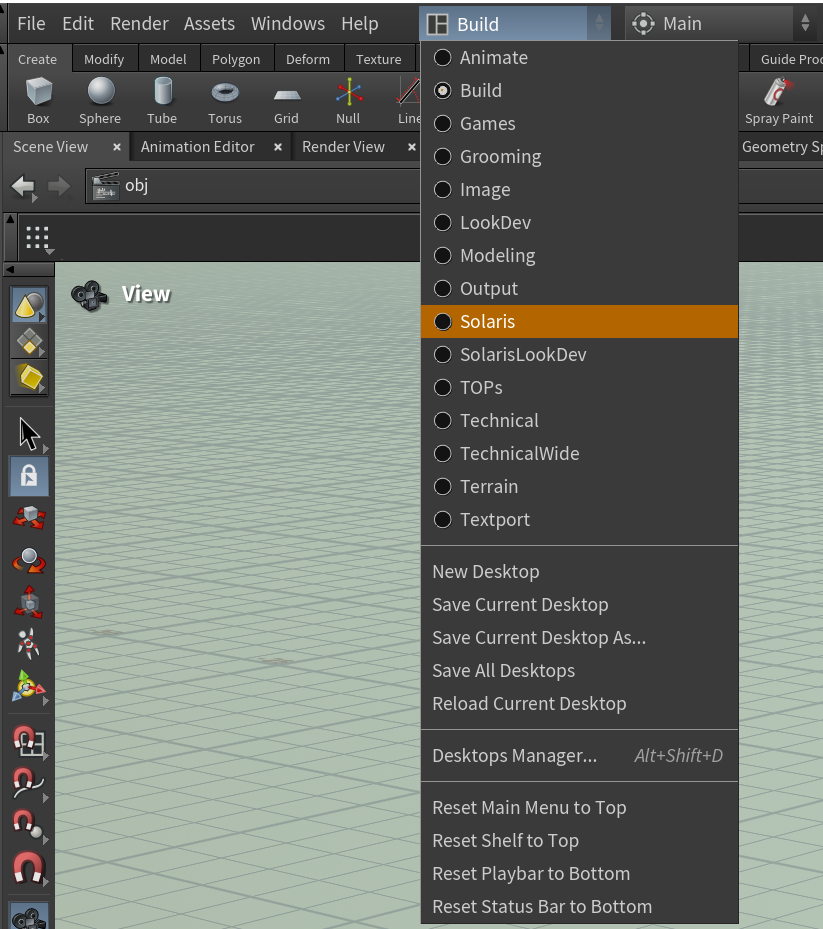 File Edit Render Assets Windows Help Build Main
Create Modify Model Polygon Deform Texture Guide Proc
Box Sphere Tube Torus Grid Null Line Spray Paint
Scene View × Animation Editor × Render View × Geometry Sp
obj
View
Animate
Build
Games
Grooming
Image
LookDev
Modeling
Output
Solaris
SolarisLookDev
TOPs
Technical
TechnicalWide
Terrain
Textport
New Desktop
Save Current Desktop
Save Current Desktop As...
Save All Desktops
Reload Current Desktop
Desktops Manager... Alt+Shift+D
Reset Main Menu to Top
Reset Shelf to Top
Reset Playbar to Bottom
Reset Status Bar to Bottom